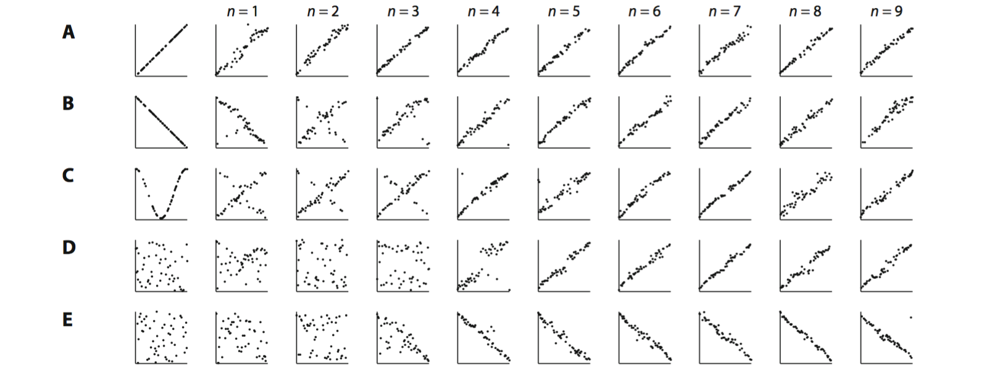 n = 1 n = 2 n = 3 n = 4 n = 5 n = 6 n = 7 n = 8 n = 9
A
B
C
D
E